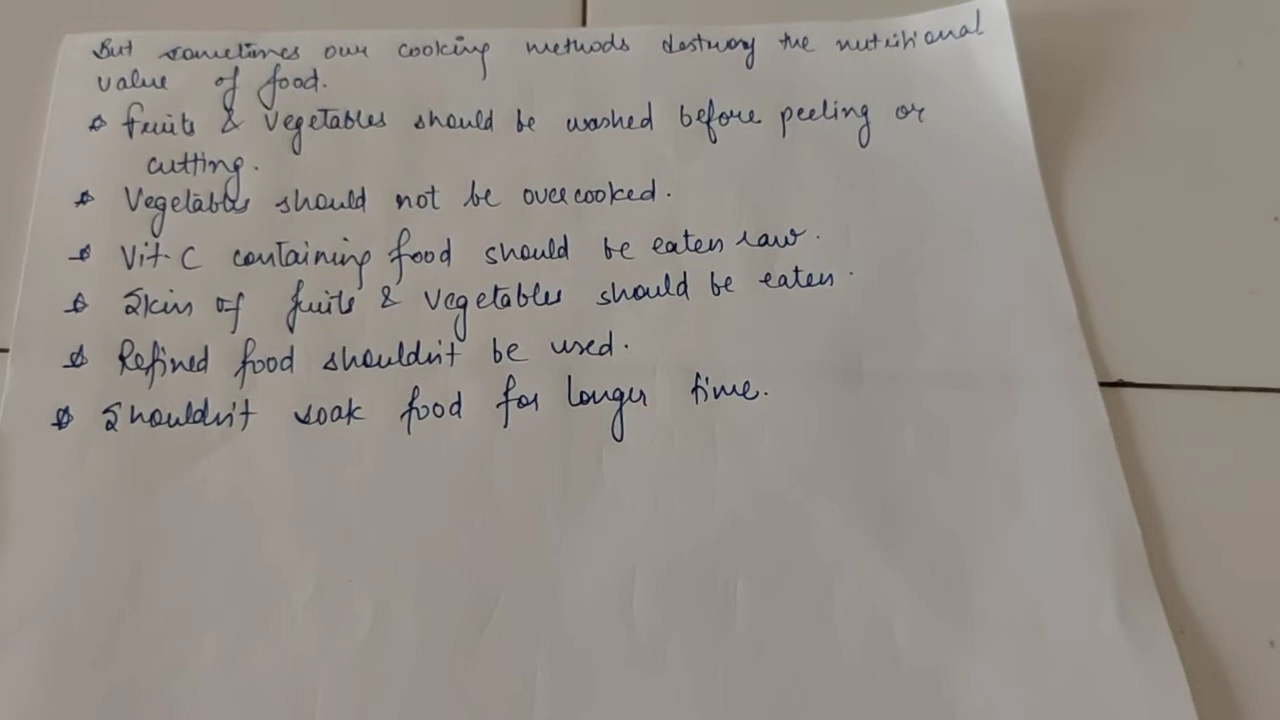 But sometimes our cooking methods destroy the nutritional
value of food.
fruits & vegetables should be washed before peeling or
cutting.
Vegetables should not be overcooked.
Vit. C containing food should be eaten raw.
Skin of fruits & vegetables should be eaten.
Refined food shouldn't be used.
Shouldn't soak food for longer time.